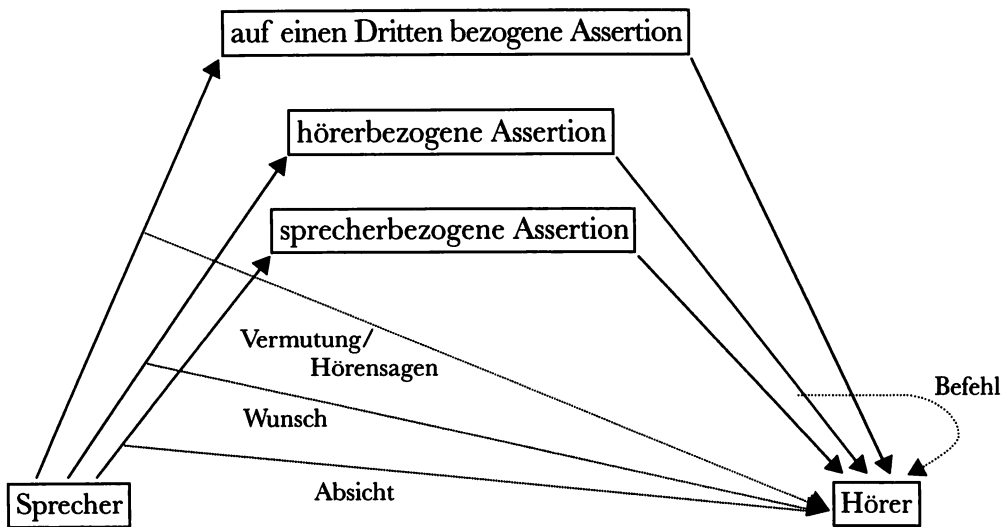 auf einen Dritten bezogene Assertion
hörerbezogene Assertion
sprecherbezogene Assertion
Vermutung/
Hörensagen
Befehl
Wunsch
Absicht
Sprecher
Hörer